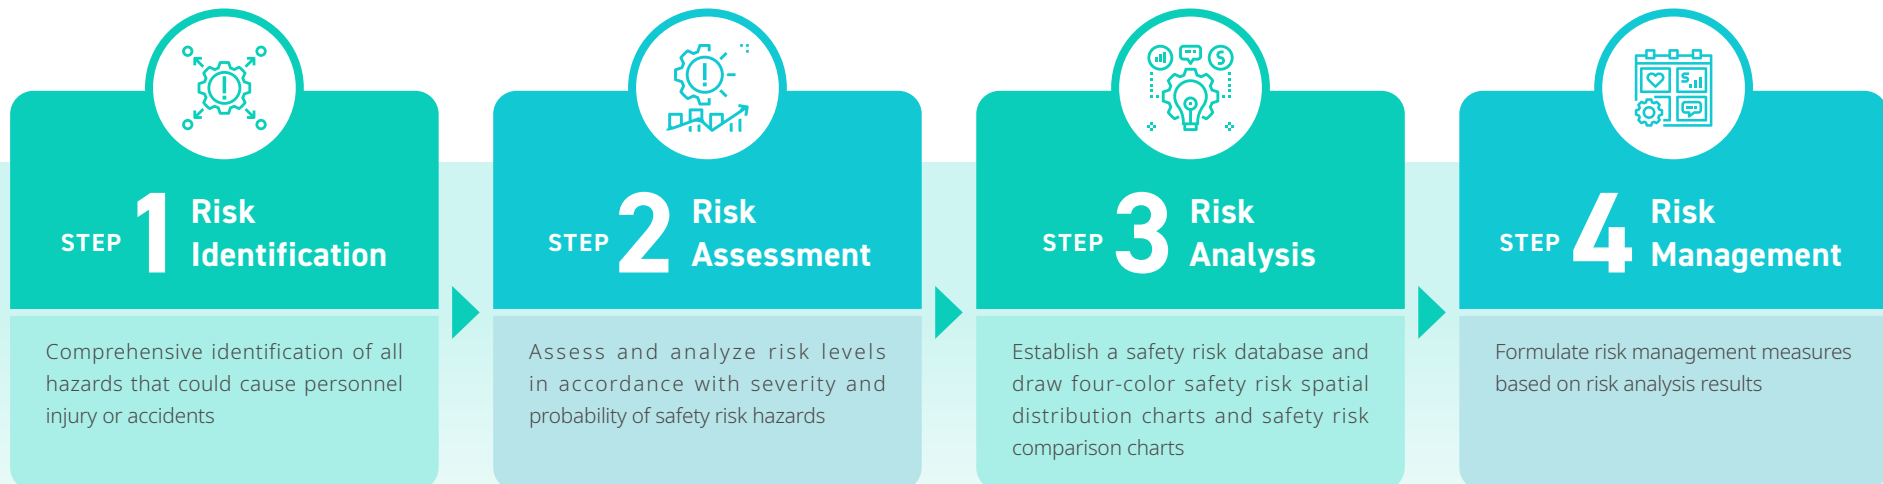 STEP 1 Risk
Identification
Comprehensive identification of all
hazards that could cause personnel
injury or accidents
STEP 2 Risk
Assessment
Assess and analyze risk levels
in accordance with severity and
probability of safety risk hazards
STEP 3 Risk
Analysis
Establish a safety risk database and
draw four-color safety risk spatial
distribution charts and safety risk
comparison charts
STEP 4 Risk
Management
Formulate risk management measures
based on risk analysis results